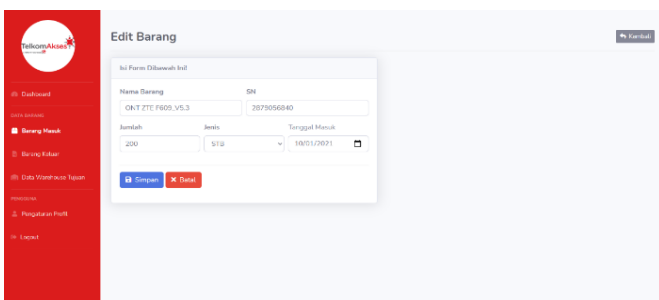 TelkomAkses
Edit Barang
Kembali
Isi Form Dibawah Ini!
Nama Barang
SN
ONT ZTE F609_V5.3
2879056840
Jumlah
Jenis
Tanggal Masuk
200
STB
10/01/2021
Simpan
Batal
Dashboard
DATA BARANG
Barang Masuk
Barang Keluar
Data Warehouse Tujuan
PENGGUNA
Pengaturan Profil
Logout